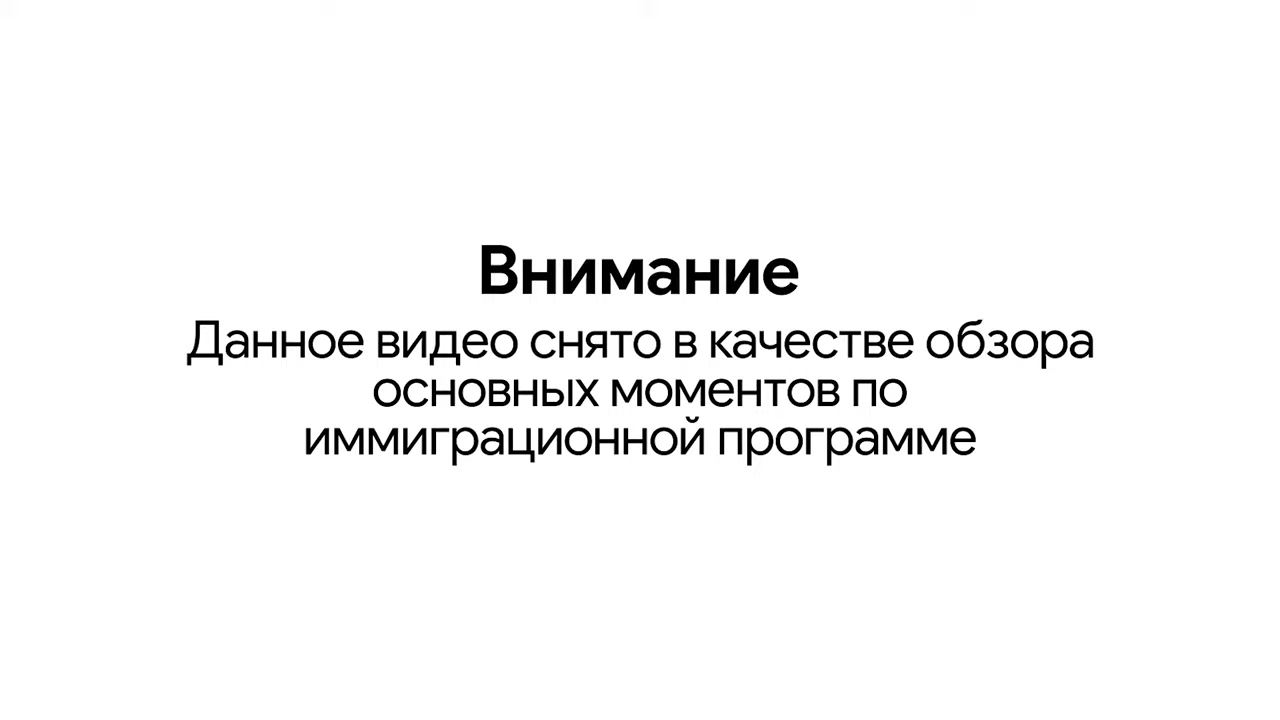 Внимание
Данное видео снято в качестве обзора
основных моментов по
иммиграционной программе